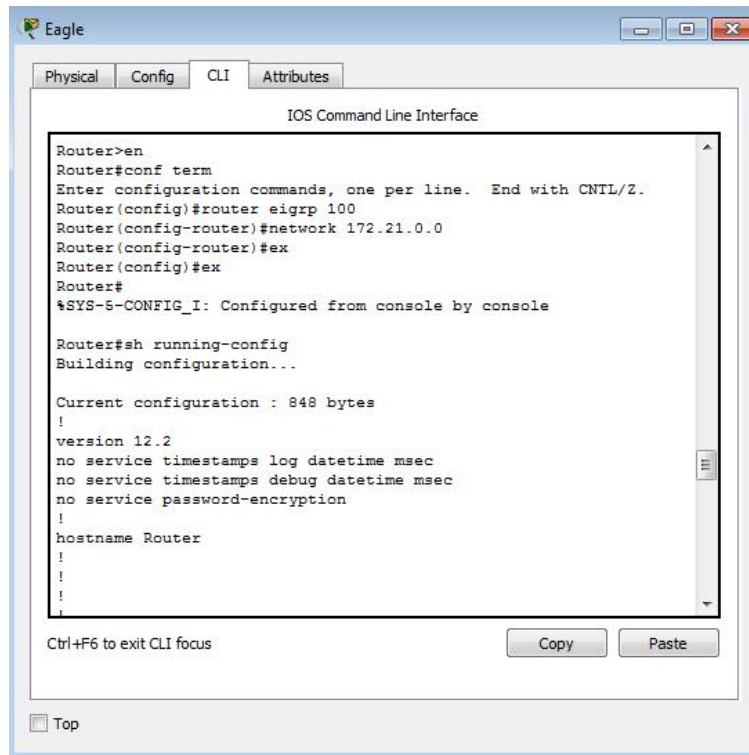 Eagle
Physical Config CLI Attributes
IOS Command Line Interface
Router>en
Router#conf term
Enter configuration commands, one per line.  End with CNTL/Z.
Router(config)#router eigrp 100
Router(config-router)#network 172.21.0.0
Router(config-router)#ex
Router(config)#ex
Router#
%SYS-5-CONFIG_I: Configured from console by console
Router#sh running-config
Building configuration...
Current configuration : 848 bytes
!
version 12.2
no service timestamps log datetime msec
no service timestamps debug datetime msec
no service password-encryption
!
hostname Router
!
!
!
!
Ctrl+F6 to exit CLI focus Copy Paste
Top